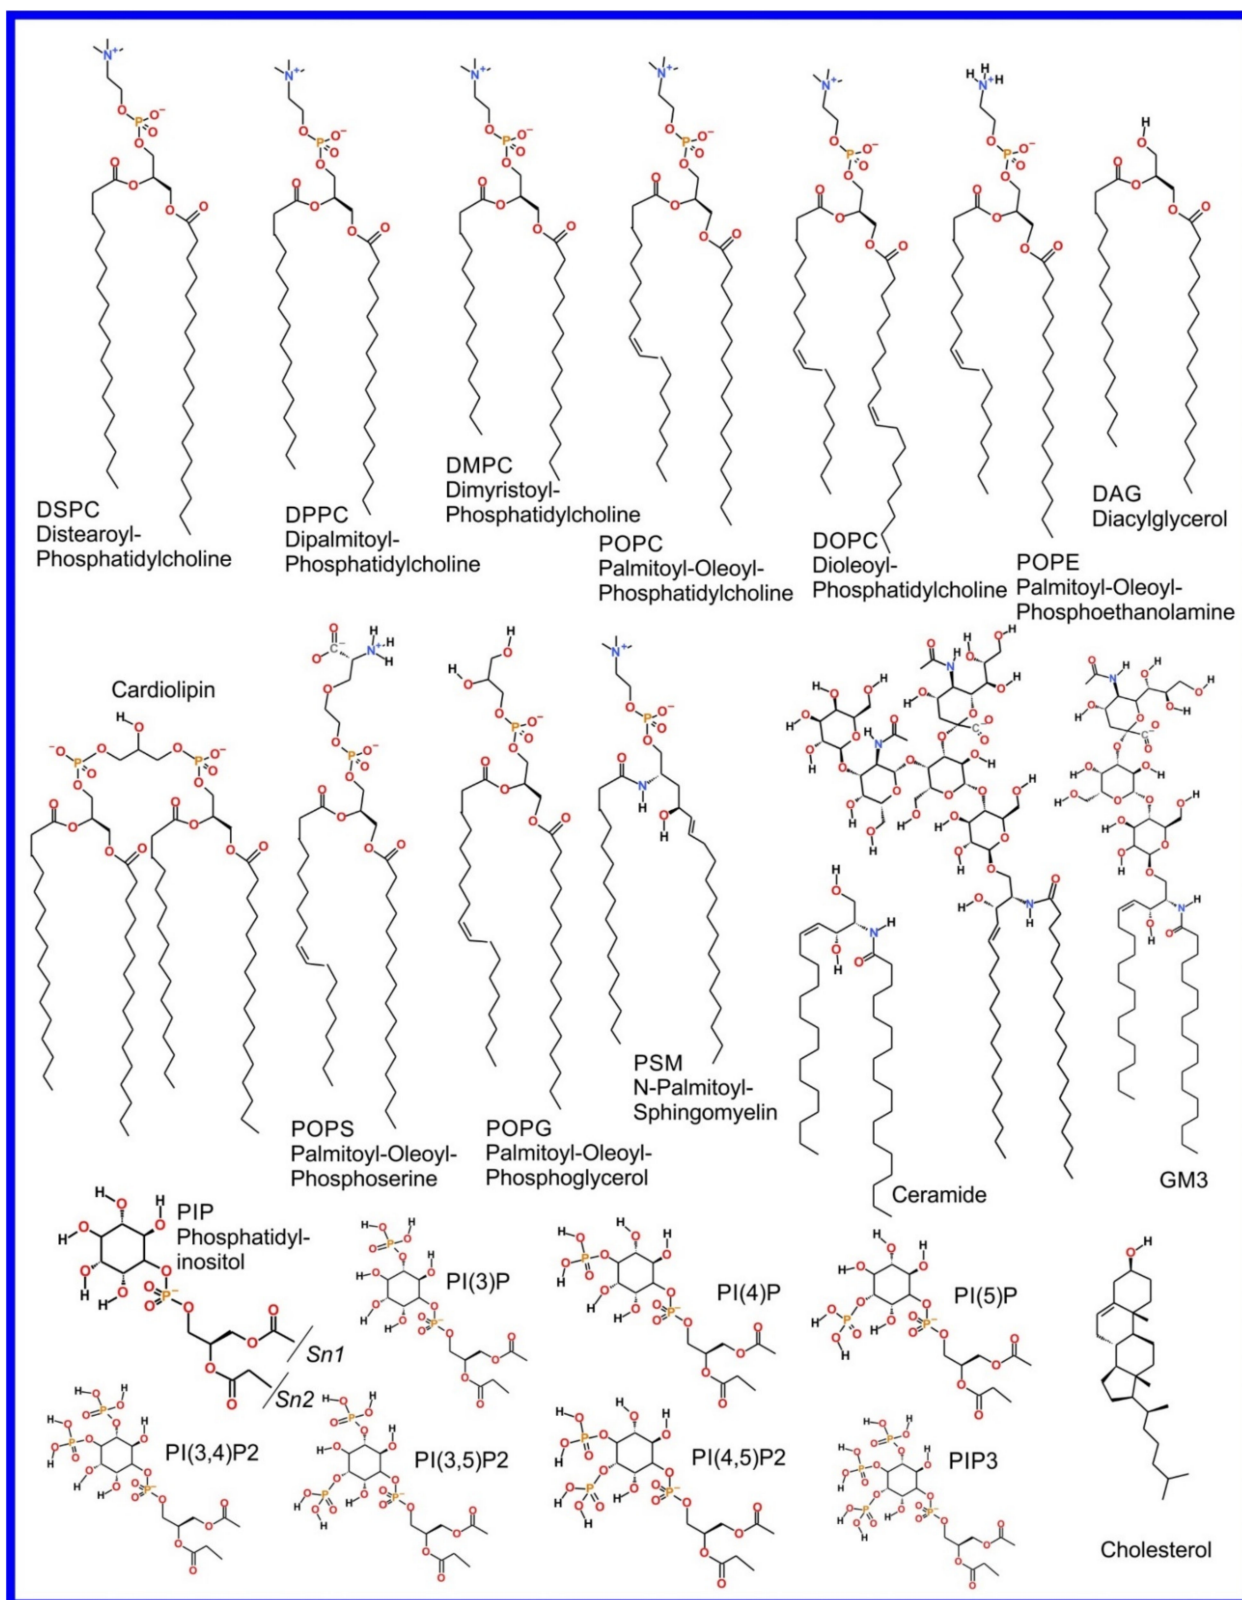 DSPC
Distearoyl-
Phosphatidylcholine
DPPC
Dipalmitoyl-
Phosphatidylcholine
DMPC
Dimyristoyl-
Phosphatidylcholine
POPC
Palmitoyl-Oleoyl-
Phosphatidylcholine
DOPC
Dioleoyl-
Phosphatidylcholine
POPE
Palmitoyl-Oleoyl-
Phosphoethanolamine
DAG
Diacylglycerol
Cardiolipin
POPS
Palmitoyl-Oleoyl-
Phosphoserine
POPG
Palmitoyl-Oleoyl-
Phosphoglycerol
PSM
N-Palmitoyl-
Sphingomyelin
Ceramide
GM3
PIP
Phosphatidyl-
inositol
Sn1
Sn2
PI(3)P
PI(4)P
PI(5)P
PI(3,4)P2
PI(3,5)P2
PI(4,5)P2
PIP3
Cholesterol